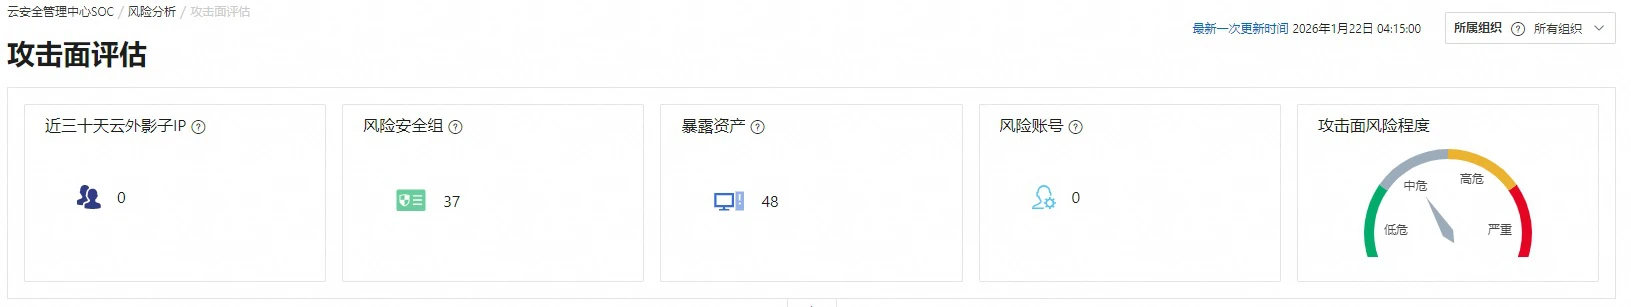 云安全管理中心SOC / 风险分析 / 攻击面评估
最新一次更新时间 2026年1月22日 04:15:00
所属组织 ? 所有组织
攻击面评估
近三十天云外影子IP ?
0
风险安全组 ?
37
暴露资产 ?
48
风险账号 ?
0
攻击面风险程度
低危
中危
高危
严重